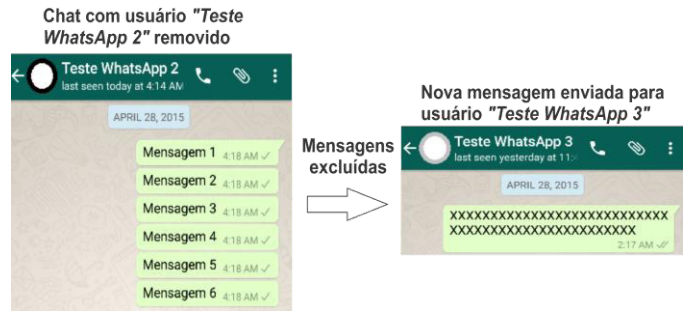 Chat com usuário "Teste
WhatsApp 2" removido
Teste WhatsApp 2
last seen today at 4:14 AM
APRIL 28, 2015
Mensagem 1 4:18 AM
Mensagem 2 4:18 AM
Mensagem 3 4:18 AM
Mensagem 4 4:18 AM
Mensagem 5 4:18 AM
Mensagem 6 4:18 AM
Mensagens
excluídas
Nova mensagem enviada para
usuário "Teste WhatsApp 3"
Teste WhatsApp 3
last seen yesterday at 11:
APRIL 28, 2015
XXXXXXXXXXXXXXXXXXXXXXXXXXX
XXXXXXXXXXXXXXXXXXXXXXX
2:17 AM